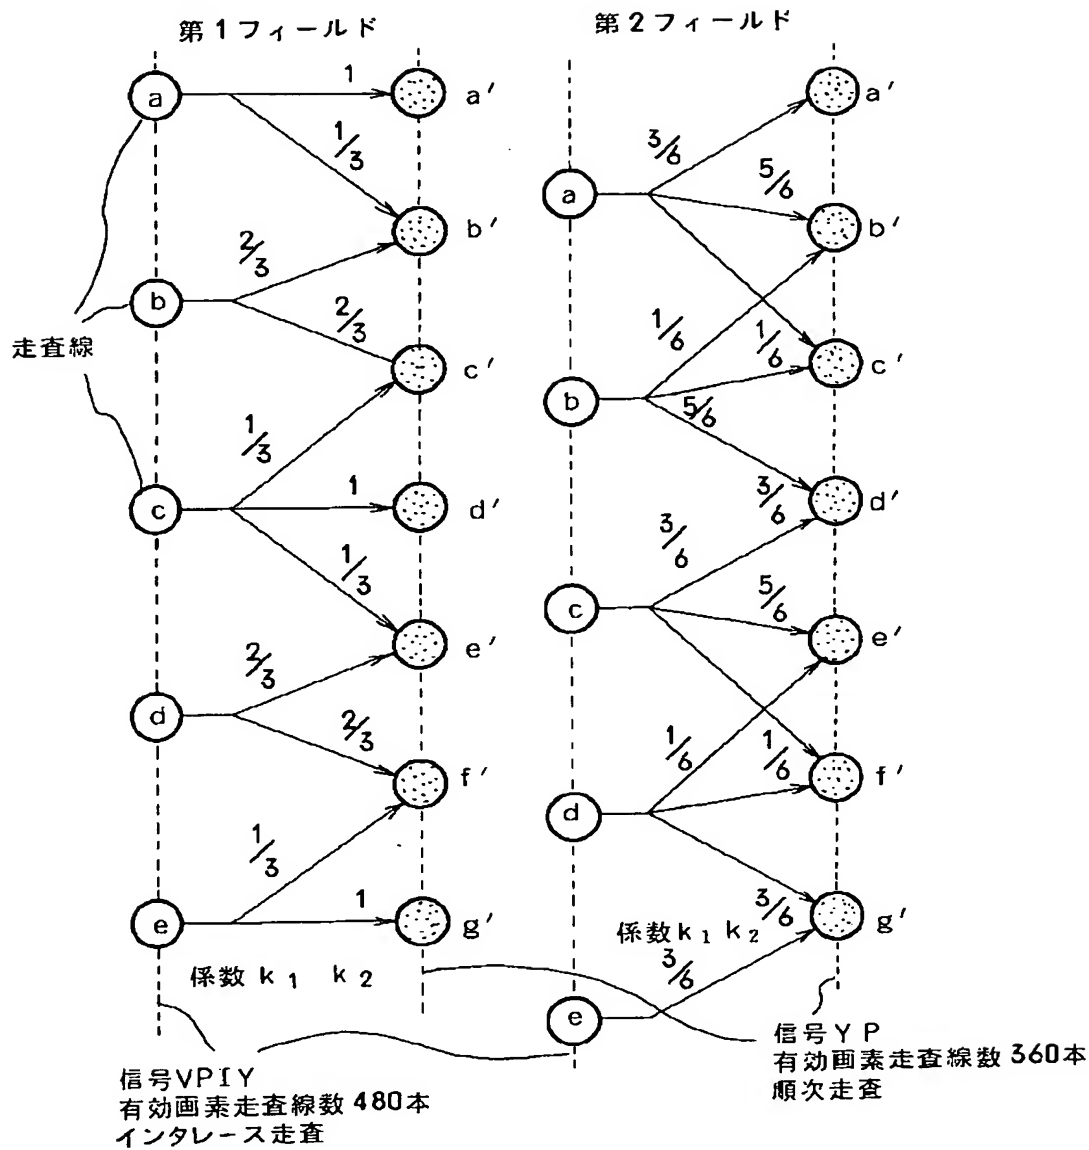 第1フィールド
第2フィールド
a
1
a′
1/3
b′
2/3
b
2/3
c′
走査線
1/3
c
1
d′
1/3
e′
2/3
d
2/3
f′
1/3
e
1
g′
係数k₁ k₂
a′
3/6
5/6
a
b′
1/6
1/6
c′
b
5/6
3/6
d′
3/6
5/6
c
e′
1/6
1/6
f′
d
3/6
g′
係数k₁ k₂
3/6
e
信号VPIY
有効画素走査線数480本
インタレース走査
信号YP
有効画素走査線数360本
順次走査